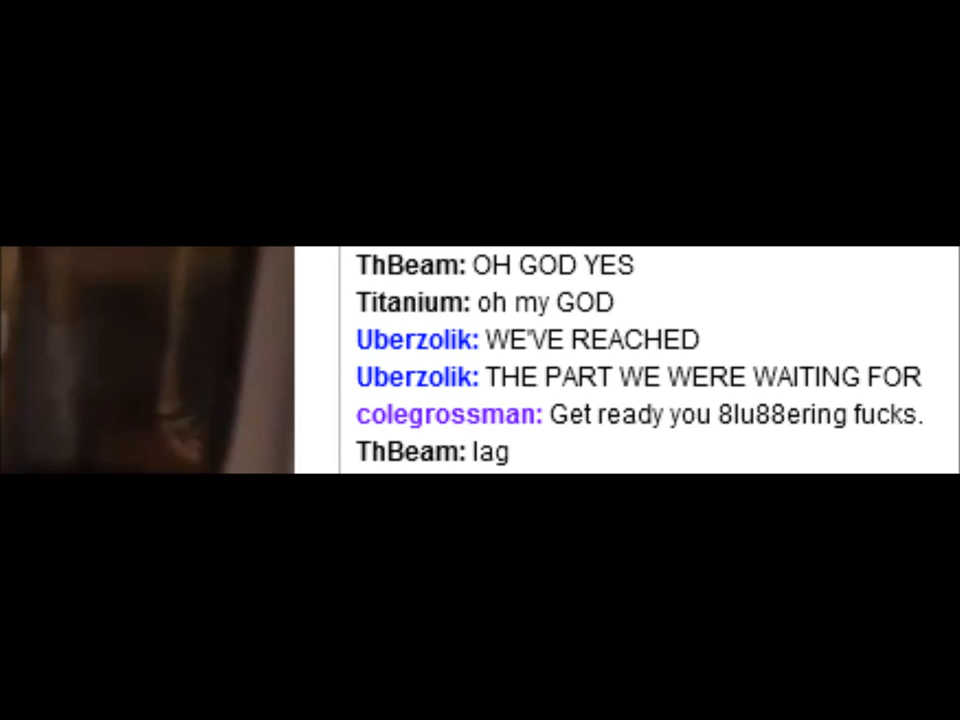 ThBeam: OH GOD YES
Titanium: oh my GOD
Uberzolik: WE'VE REACHED
Uberzolik: THE PART WE WERE WAITING FOR
colegrossman: Get ready you 8lu88ering fucks.
ThBeam: lag